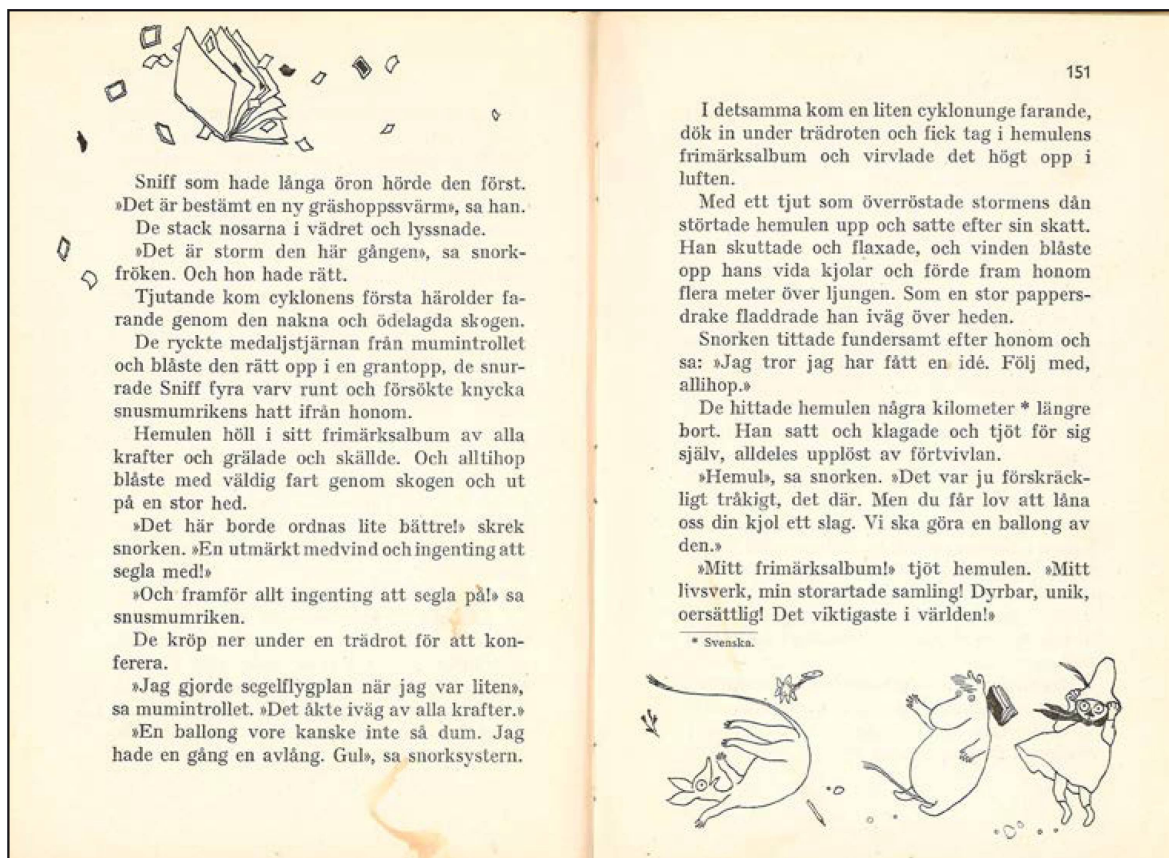 Sniff som hade långa öron hörde den först.
»Det är bestämt en ny gräshoppssvärm», sa han.
De stack nosarna i vädret och lyssnade.
»Det är storm den här gången», sa snork-
fröken. Och hon hade rätt.
Tjutande kom cyklonens första härolder fa-
rande genom den nakna och ödelagda skogen.
De ryckte medaljstjärnan från mumintrollet
och blåste den rätt opp i en grantopp, de snur-
rade Sniff fyra varv runt och försökte knycka
snusmumrikens hatt ifrån honom.
Hemulen höll i sitt frimärksalbum av alla
krafter och grälade och skällde. Och alltihop
blåste med väldig fart genom skogen och ut
på en stor hed.
»Det här borde ordnas lite bättre!» skrek
snorken. »En utmärkt medvind och ingenting att
segla med!»
»Och framför allt ingenting att segla på!» sa
snusmumriken.
De kröp ner under en trädrot för att kon-
ferera.
»Jag gjorde segelflygplan när jag var liten»,
sa mumintrollet. »Det åkte iväg av alla krafter.»
»En ballong vore kanske inte så dum. Jag
hade en gång en avlång. Gul», sa snorksystern.
151
I detsamma kom en liten cyklonunge farande,
dök in under trädroten och fick tag i hemulens
frimärksalbum och virvlade det högt opp i
luften.
Med ett tjut som överröstade stormens dån
störtade hemulen upp och satte efter sin skatt.
Han skuttade och flaxade, och vinden blåste
opp hans vida kjolar och förde fram honom
flera meter över ljungen. Som en stor pappers-
drake fladdrade han iväg över heden.
Snorken tittade fundersamt efter honom och
sa: »Jag tror jag har fått en idé. Följ med,
allihop.»
De hittade hemulen några kilometer * längre
bort. Han satt och klagade och tjöt för sig
själv, alldeles upplöst av förtvivlan.
»Hemul», sa snorken. »Det var ju förskräck-
ligt tråkigt, det där. Men du får lov att låna
oss din kjol ett slag. Vi ska göra en ballong av
den.»
»Mitt frimärksalbum!» tjöt hemulen. »Mitt
livsverk, min storartade samling! Dyrbar, unik,
oersättlig! Det viktigaste i världen!»
* Svenska.